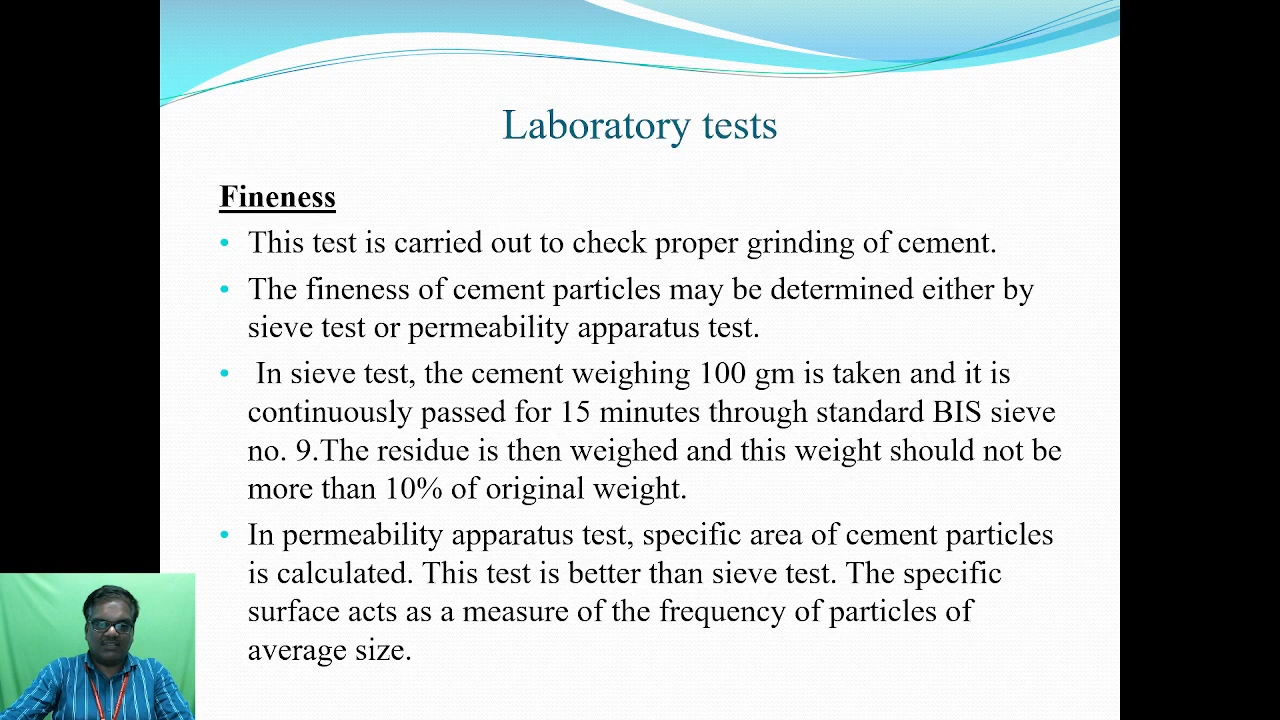 Laboratory tests
Fineness
• This test is carried out to check proper grinding of cement.
• The fineness of cement particles may be determined either by
sieve test or permeability apparatus test.
• In sieve test, the cement weighing 100 gm is taken and it is
continuously passed for 15 minutes through standard BIS sieve
no. 9.The residue is then weighed and this weight should not be
more than 10% of original weight.
• In permeability apparatus test, specific area of cement particles
is calculated. This test is better than sieve test. The specific
surface acts as a measure of the frequency of particles of
average size.